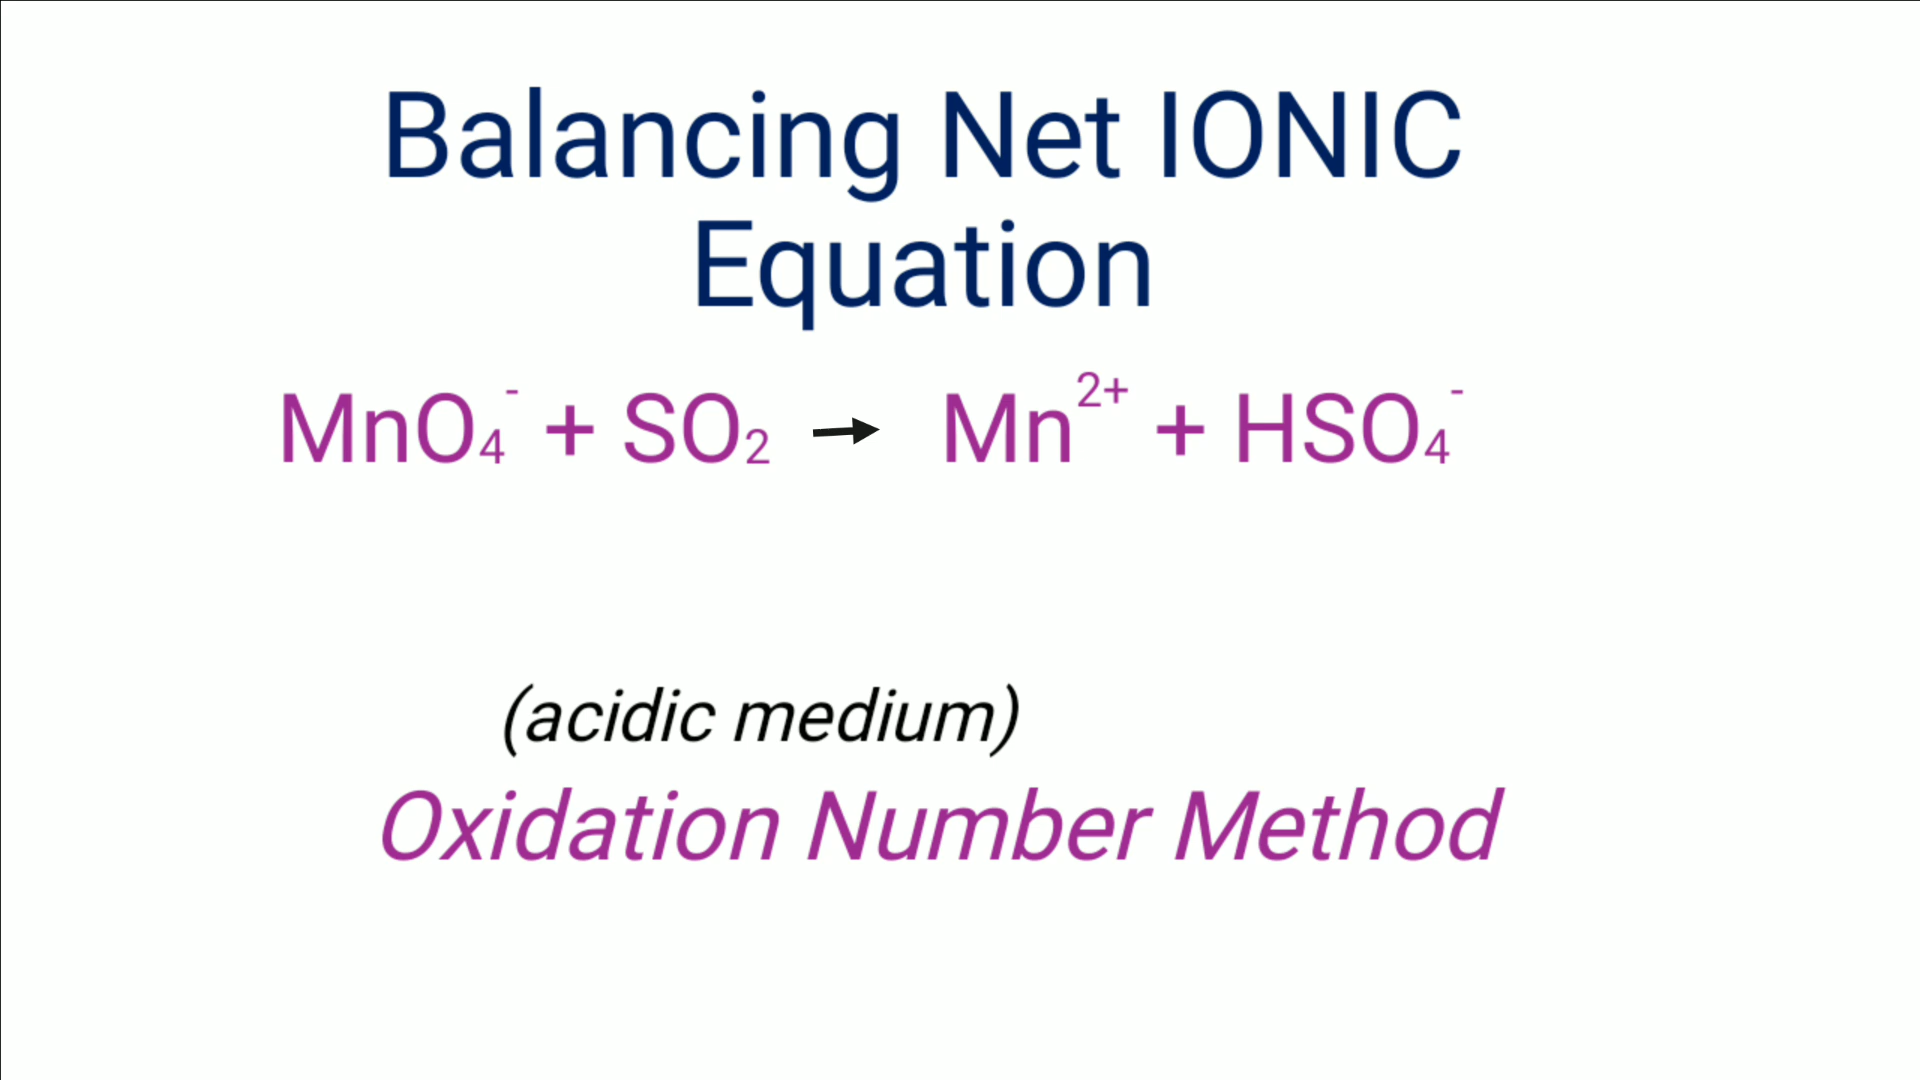 Balancing Net IONIC
Equation
MnO₄⁻ + SO₂ → Mn²⁺ + HSO₄⁻
(acidic medium)
Oxidation Number Method